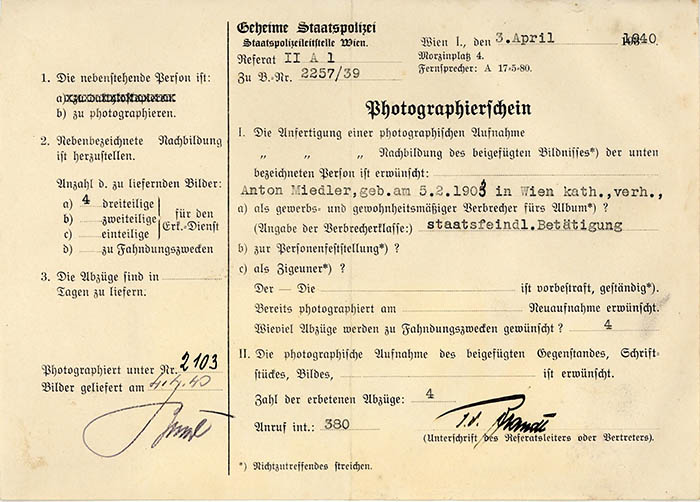 Geheime Staatspolizei
Staatspolizeileitstelle Wien.
Referat II A 1
Zu B.-Nr. 2257/39
Wien I., den 3. April 1940.
Morzinplatz 4.
Fernsprecher: A 17-5-80.
1. Die nebenstehende Person ist:
a)
b) zu photographieren.
2. Nebenbezeichnete Nachbildung
ist herzustellen.
Anzahl d. zu liefernden Bilder:
a) 4 dreiteilige
b) zweiteilige
c) einteilige
für den
Erk.-Dienst
d) zu Fahndungszwecken
3. Die Abzüge sind in
Tagen zu liefern.
Photographiert unter Nr. 2103
Bilder geliefert am 4.4.40
Photographierschein
I. Die Anfertigung einer photographischen Aufnahme
„ „ „ Nachbildung des beigefügten Bildnisses*) der unten
bezeichneten Person ist erwünscht:
Anton Miedler, geb.am 5.2.190 in Wien kath.,verh.,
a) als gewerbs- und gewohnheitsmäßiger Verbrecher fürs Album*) ?
(Angabe der Verbrecherklasse:) staatsfeindl.Betätigung
b) zur Personenfeststellung*) ?
c) als Zigeuner*) ?
Der — Die ist vorbestraft, geständig*).
Bereits photographiert am Neuaufnahme erwünscht.
Wieviel Abzüge werden zu Fahndungszwecken gewünscht ? 4
II. Die photographische Aufnahme des beigefügten Gegenstandes, Schrift-
stückes, Bildes, ist erwünscht.
Zahl der erbetenen Abzüge: 4
Anruf int.: 380
(Unterschrift des Referatsleiters oder Vertreters).
*) Nichtzutreffendes streichen.